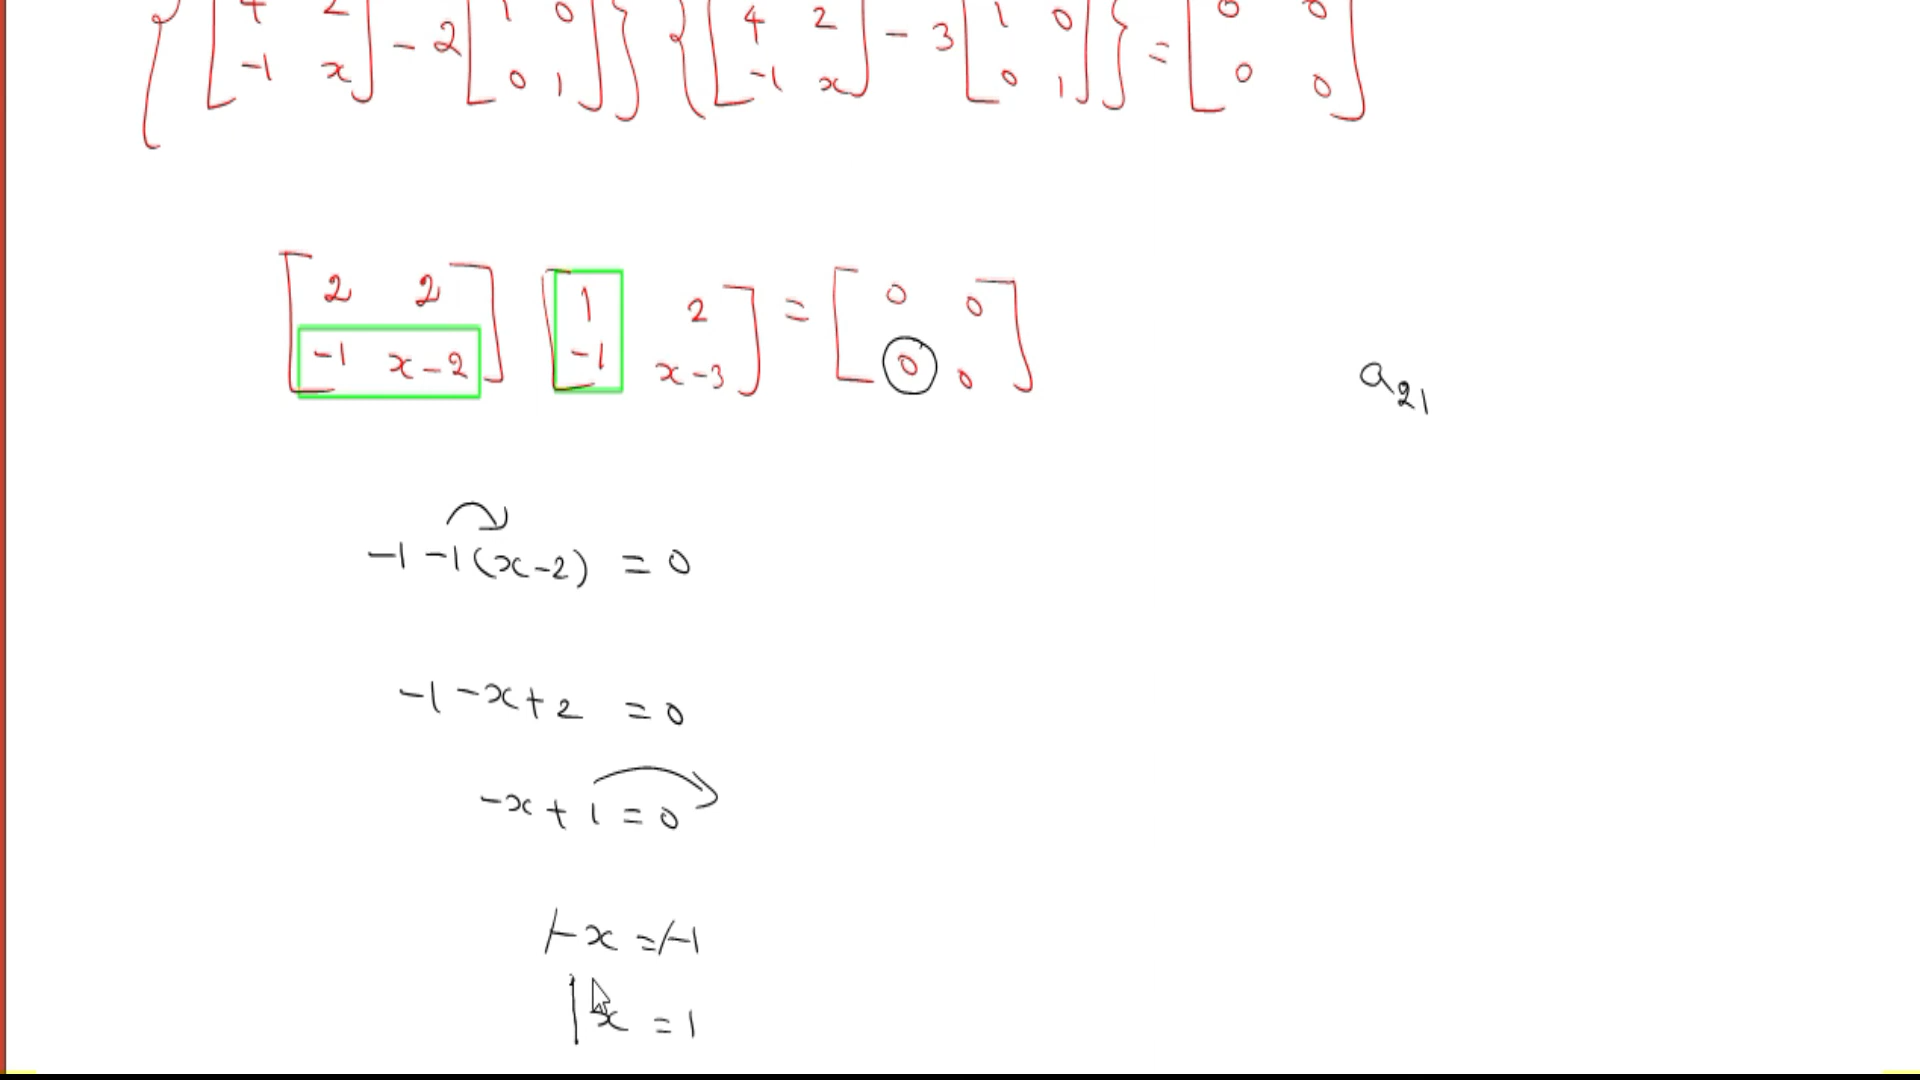 { [ 4 2 -1 x ] - 2 [ 1 0 0 1 ] } { [ 4 2 -1 x ] - 3 [ 1 0 0 1 ] } = [ 0 0 0 0 ]
[ 2 2 -1 x-2 ] [ 1 2 -1 x-3 ] = [ 0 0 0 0 ]
a21
-1 -1(x-2) = 0
-1 -x+2 = 0
-x + 1 = 0
-x = -1
x = 1